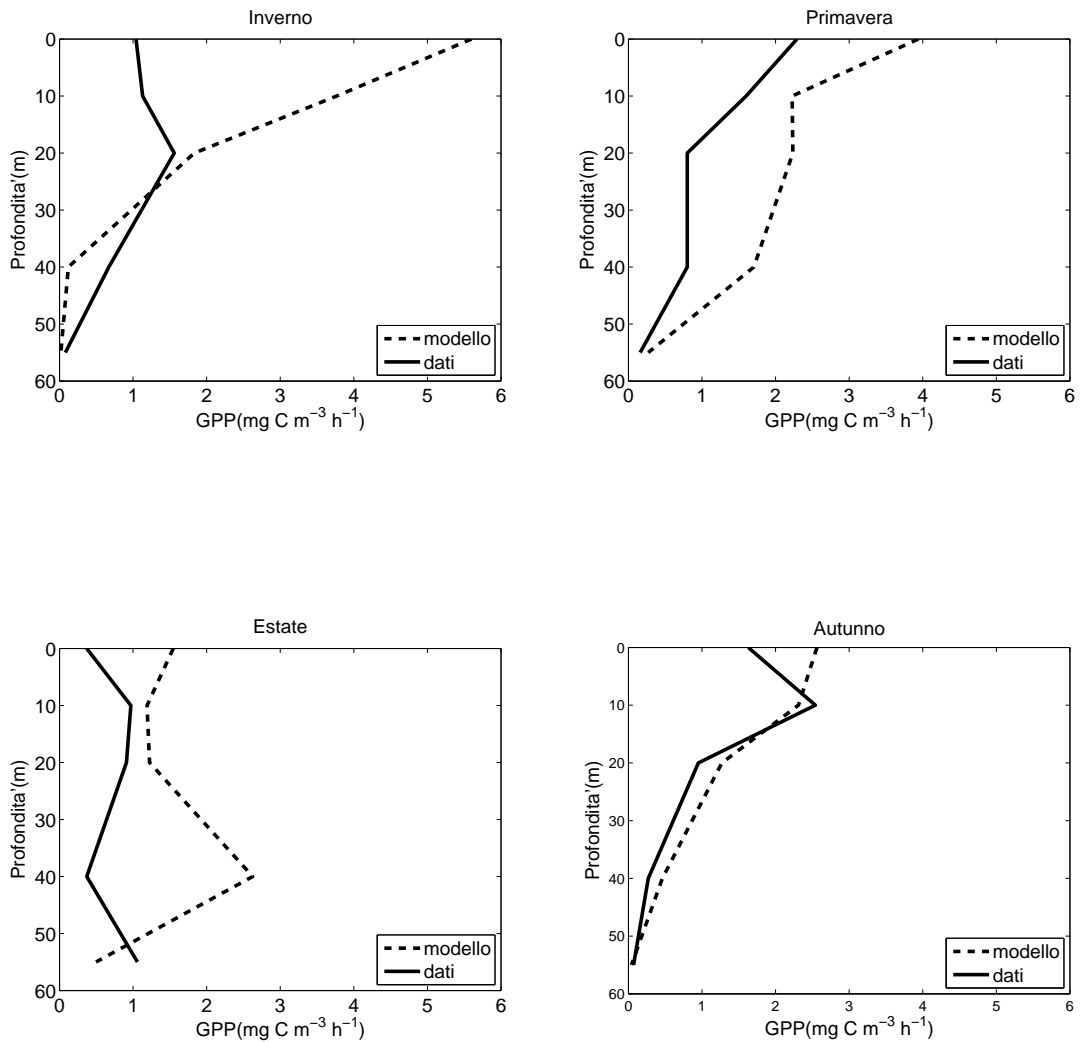 Inverno
0
10
20
30
40
50
60
Profondita'(m)
0 1 2 3 4 5 6
GPP(mg C m⁻³ h⁻¹)
modello
dati
Primavera
0
10
20
30
40
50
60
Profondita'(m)
0 1 2 3 4 5 6
GPP(mg C m⁻³ h⁻¹)
modello
dati
Estate
0
10
20
30
40
50
60
Profondita'(m)
0 1 2 3 4 5 6
GPP(mg C m⁻³ h⁻¹)
modello
dati
Autunno
0
10
20
30
40
50
60
Profondita'(m)
0 1 2 3 4 5 6
GPP(mg C m⁻³ h⁻¹)
modello
dati